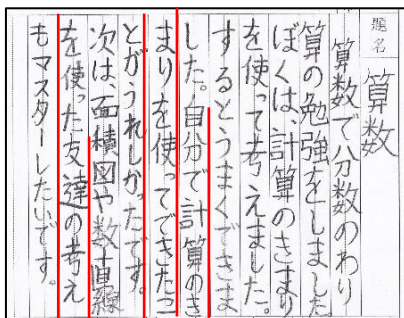 題名 算数
算数で分数のわり
算の勉強をしました
ぼくは、計算のきまり
を使って考えました。
するとうまくできま
した。自分で計算のき
まりを使ってできたこ
とがうれしかったです。
次は、面積図や数直線
を使った友達の考え
もマスターしたいです。